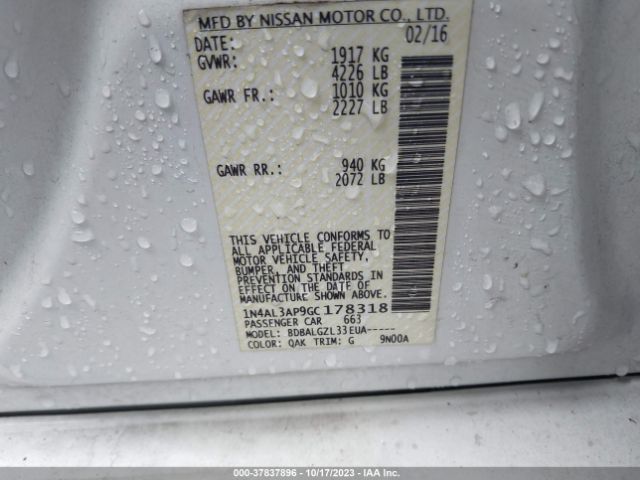 MFD BY NISSAN MOTOR CO., LTD.
DATE: 02/16
GVWR: 1917 KG
4226 LB
GAWR FR.: 1010 KG
2227 LB
GAWR RR.: 940 KG
2072 LB
THIS VEHICLE CONFORMS TO
ALL APPLICABLE FEDERAL
MOTOR VEHICLE SAFETY,
BUMPER, AND THEFT
PREVENTION STANDARDS IN
EFFECT ON THE DATE OF
MANUFACTURE SHOWN ABOVE.
1N4AL3AP9GC178318
PASSENGER CAR 663
MODEL: BDBALGZL33EUA-----
COLOR: QAK TRIM: G 9N00A
000-37837896 - 10/17/2023 - IAA Inc.